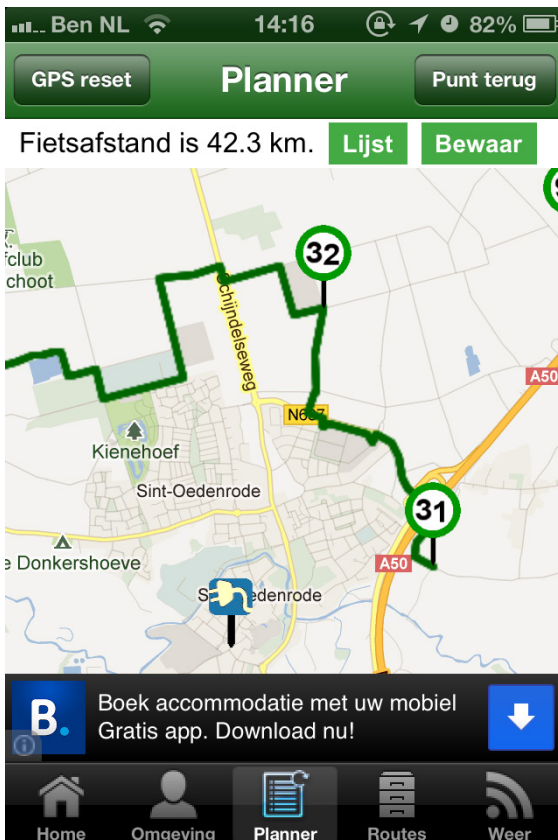 Ben NL 14:16 82%
GPS reset Planner Punt terug
Fietsafstand is 42.3 km. Lijst Bewaar
32
fclub
choot
Schijndelseweg
A50
N637
Kienehoef
Sint-Oedenrode
31
e Donkershoeve
A50
S edenrode
B. Boek accommodatie met uw mobiel
Gratis app. Download nu!
Home Omgeving Planner Routes Weer